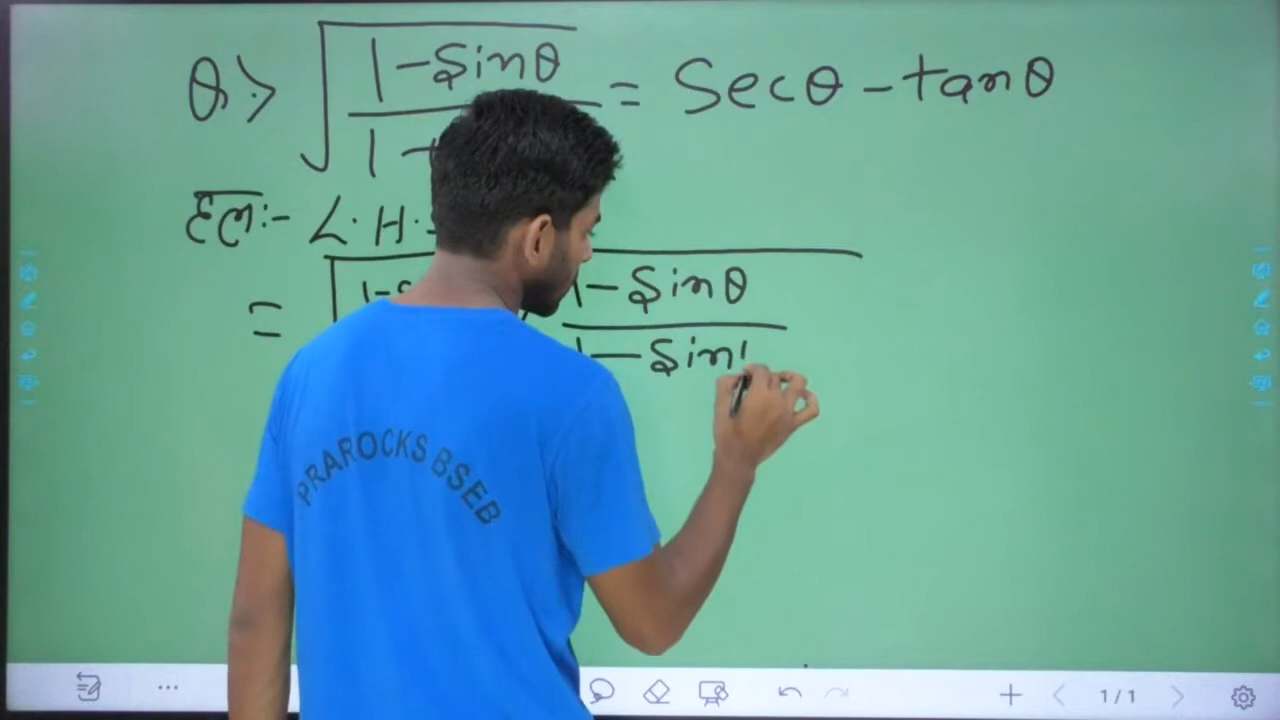 Q.> √ 1-Sinθ = Secθ - tanθ
1 +
हल:- L.H.
= √ 1-S 1-Sinθ
1-Sin
PRAROCKS BSEB
1/1